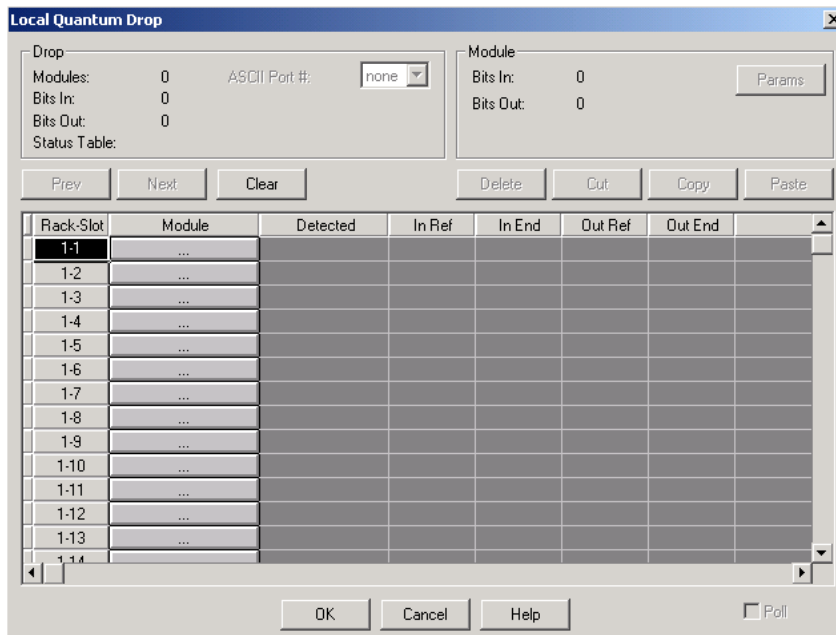 Local Quantum Drop
Drop
Modules: 0 ASCII Port #: none
Bits In: 0
Bits Out: 0
Status Table:
Module
Bits In: 0 Params
Bits Out: 0
Prev Next Clear Delete Cut Copy Paste
Rack-Slot Module Detected In Ref In End Out Ref Out End
1-1 ...
1-2 ...
1-3 ...
1-4 ...
1-5 ...
1-6 ...
1-7 ...
1-8 ...
1-9 ...
1-10 ...
1-11 ...
1-12 ...
1-13 ...
1-14
OK Cancel Help Poll